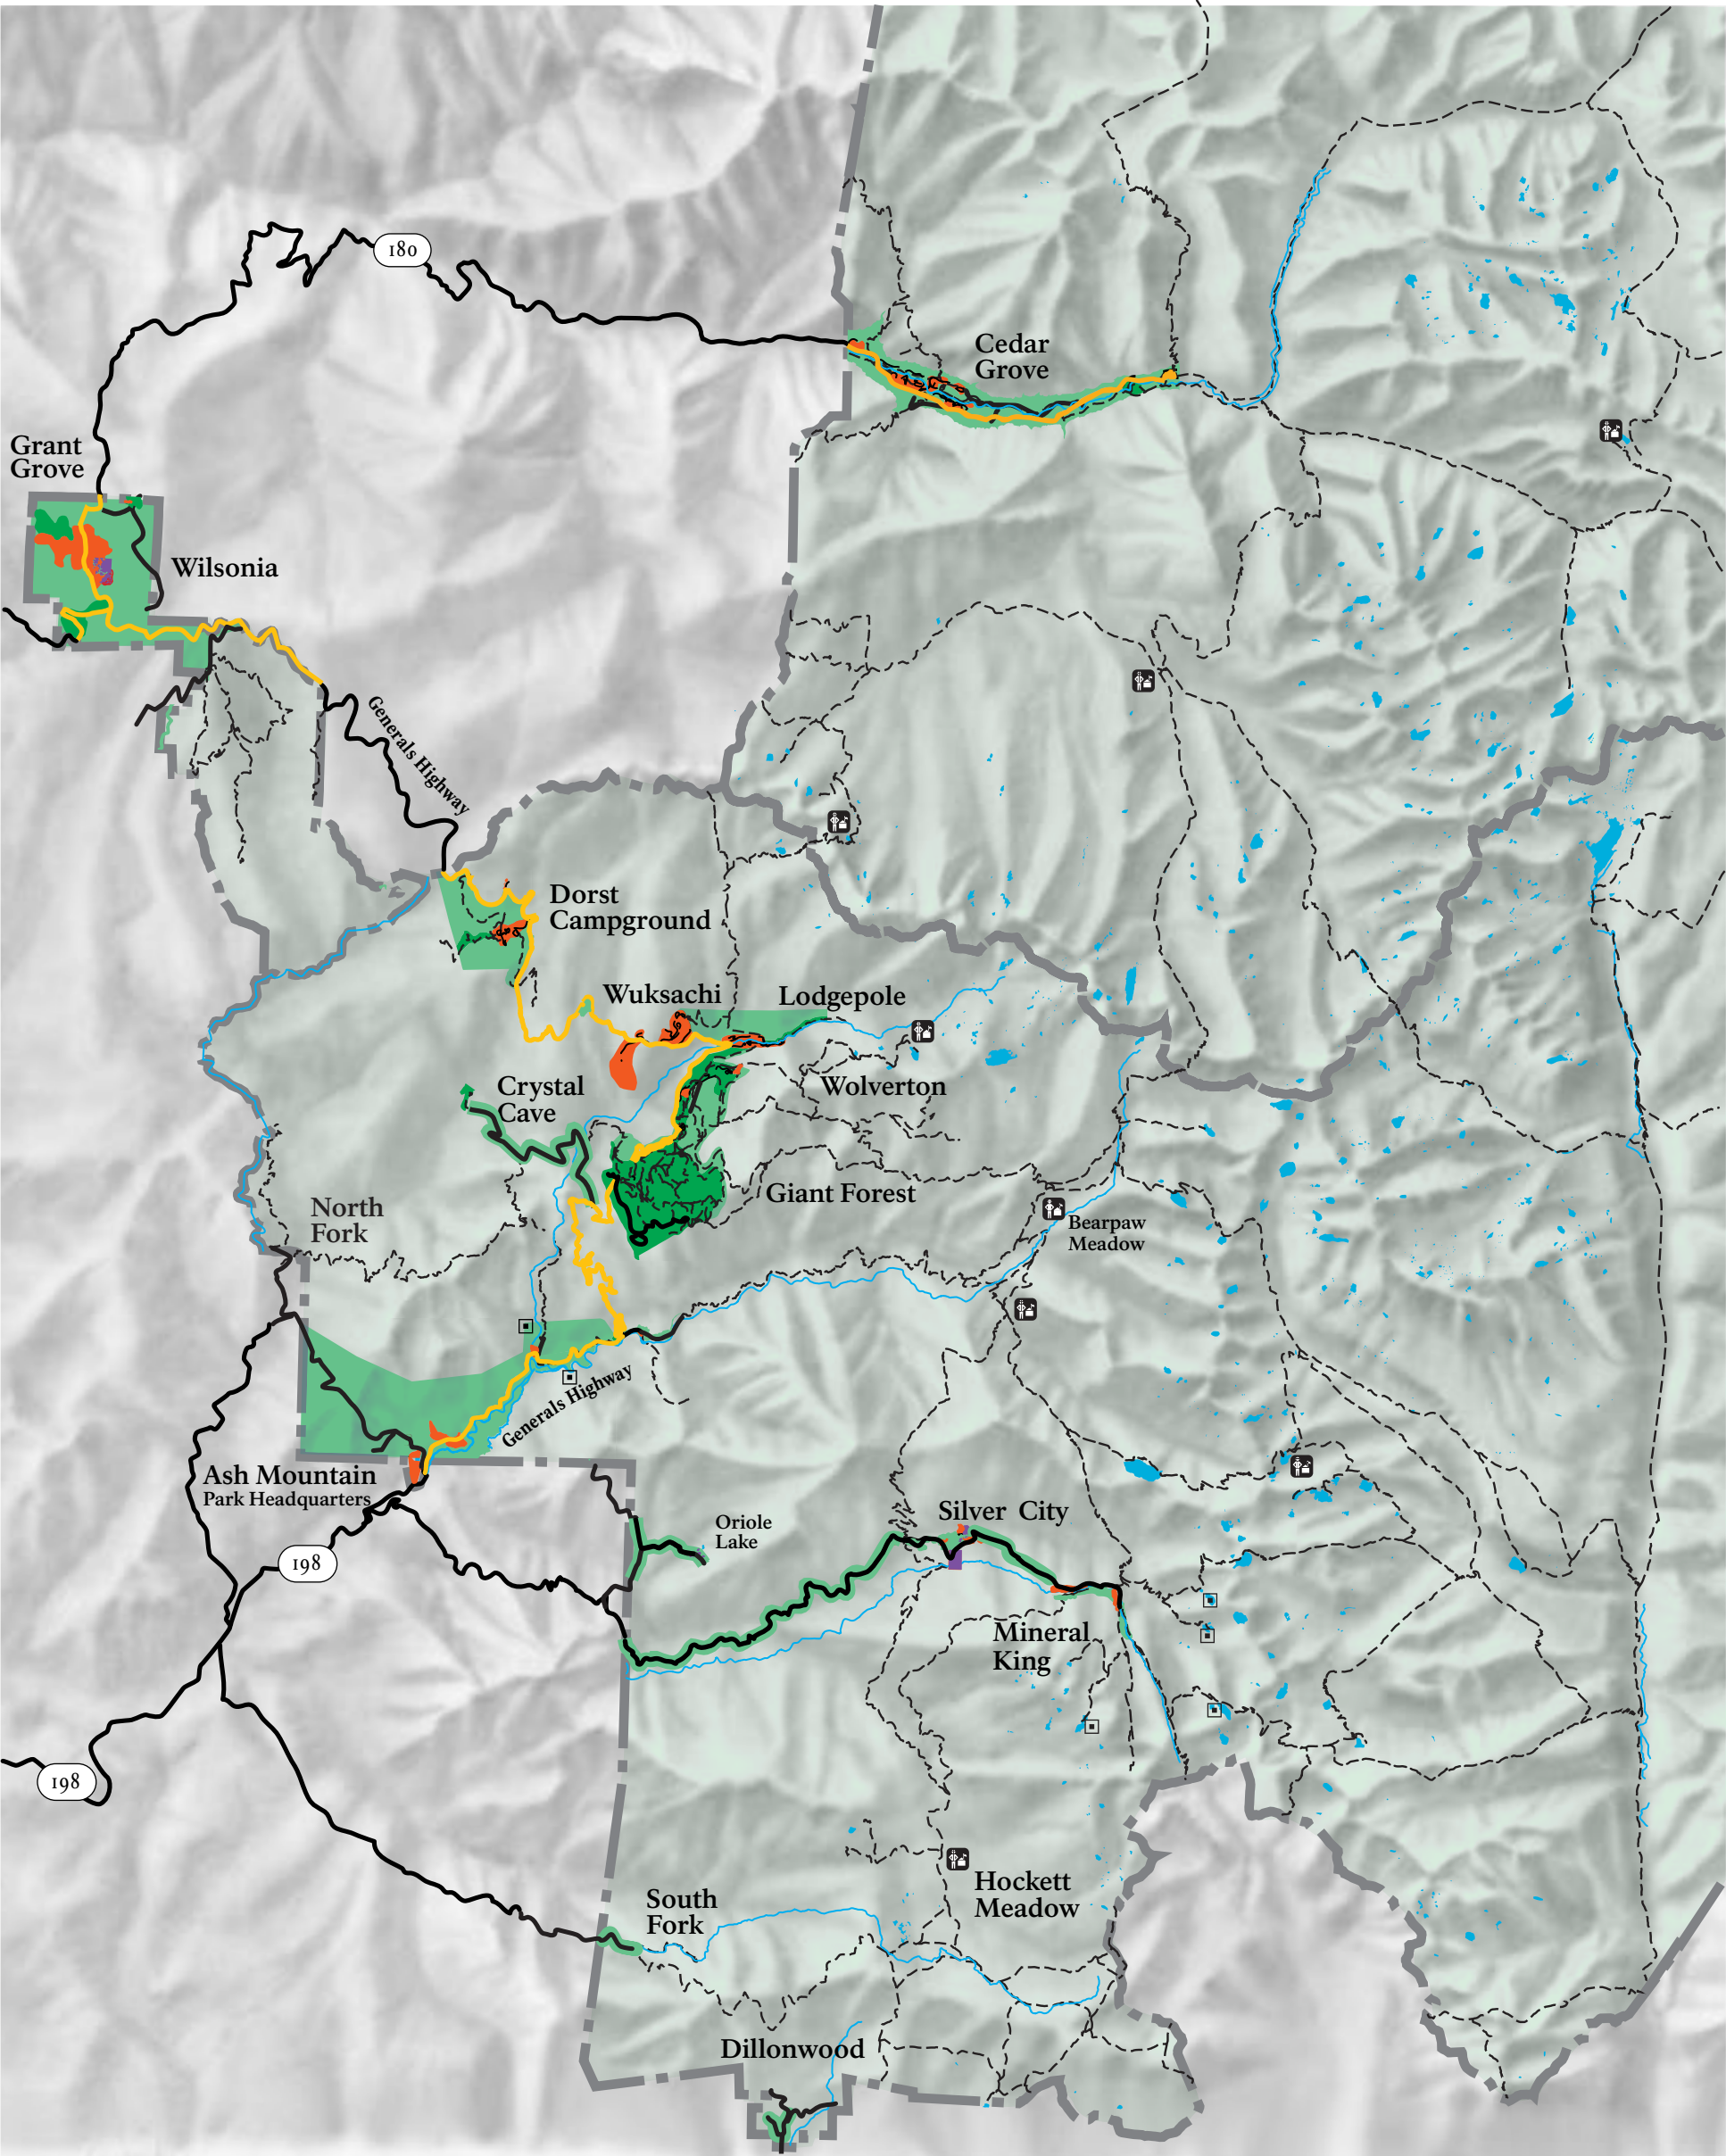 180
Cedar
Grove
Grant
Grove
Wilsonia
Generals Highway
Dorst
Campground
Wuksachi
Lodgepole
Crystal
Cave
Wolverton
Giant Forest
North
Fork
Bearpaw
Meadow
Generals Highway
Ash Mountain
Park Headquarters
Silver City
Oriole
Lake
198
Mineral
King
198
Hockett
Meadow
South
Fork
Dillonwood